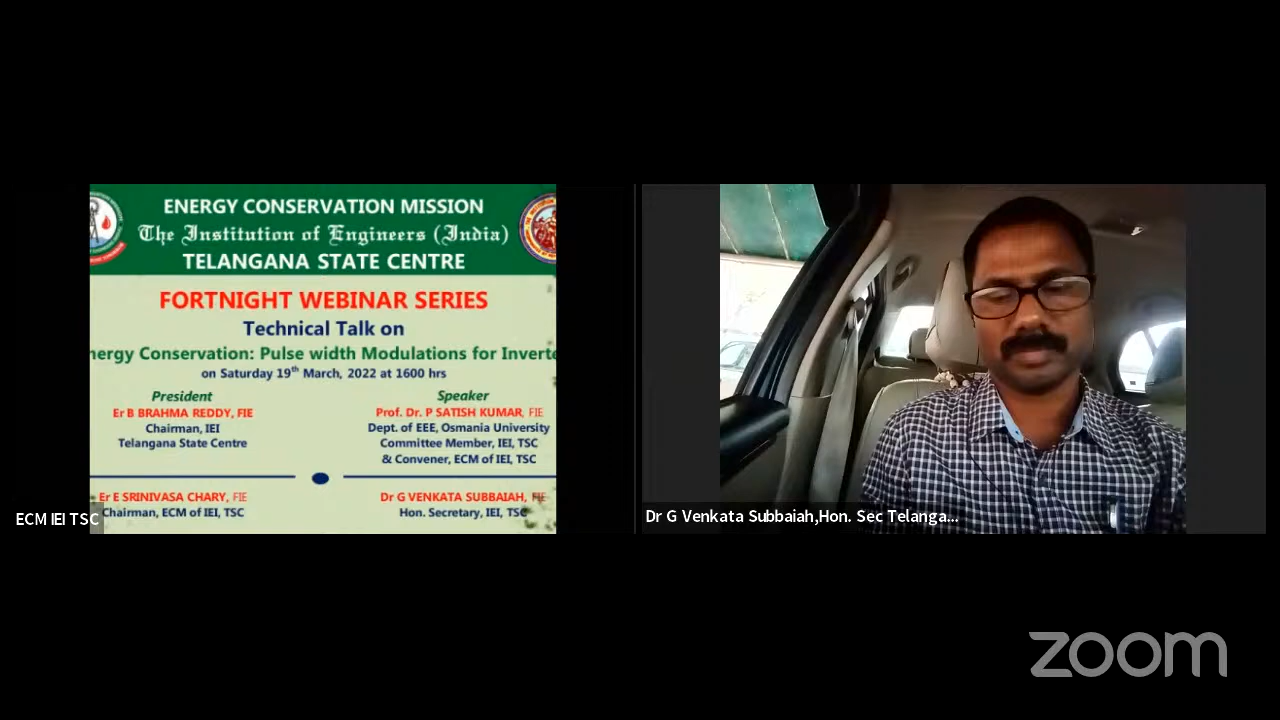 ENERGY CONSERVATION MISSION
The Institution of Engineers (India)
TELANGANA STATE CENTRE
FORTNIGHT WEBINAR SERIES
Technical Talk on
nergy Conservation: Pulse width Modulations for Inverte
on Saturday 19th March, 2022 at 1600 hrs
President
Er B BRAHMA REDDY, FIE
Chairman, IEI
Telangana State Centre
Speaker
Prof. Dr. P SATISH KUMAR, FIE
Dept. of EEE, Osmania University
Committee Member, IEI, TSC
& Convener, ECM of IEI, TSC
Er E SRINIVASA CHARY, FIE
Chairman, ECM of IEI, TSC
Dr G VENKATA SUBBAIAH, FIE
Hon. Secretary, IEI, TSC
ECM IEI TSC
Dr G Venkata Subbaiah,Hon. Sec Telanga...
zoom